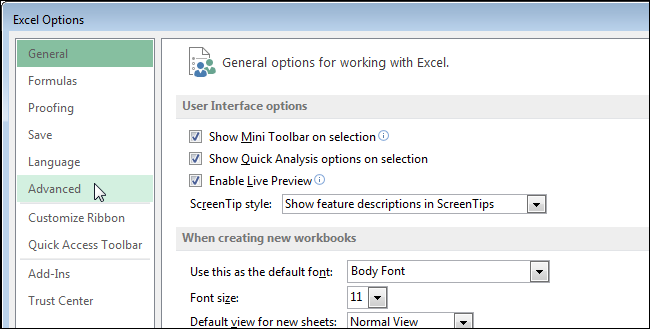 Excel Options
General
Formulas
Proofing
Save
Language
Advanced
Customize Ribbon
Quick Access Toolbar
Add-Ins
Trust Center
General options for working with Excel.
User Interface options
Show Mini Toolbar on selection
Show Quick Analysis options on selection
Enable Live Preview
ScreenTip style: Show feature descriptions in ScreenTips
When creating new workbooks
Use this as the default font: Body Font
Font size: 11
Default view for new sheets: Normal View